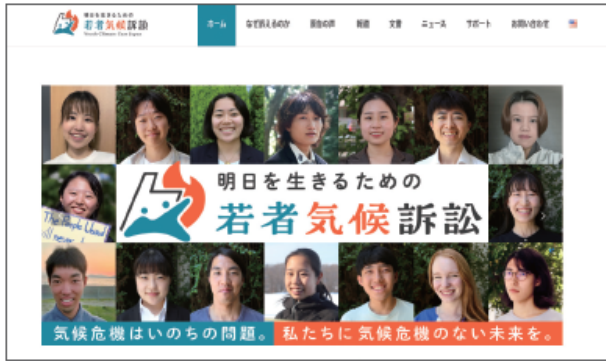 明日を生きるための
若者気候訴訟
Youth Climate Case Japan
ホーム なぜ訴えるのか 原告の声 報道 文書 ニュース サポート お問い合わせ
明日を生きるための
若者気候訴訟
気候危機はいのちの問題。 私たちに気候危機のない未来を。